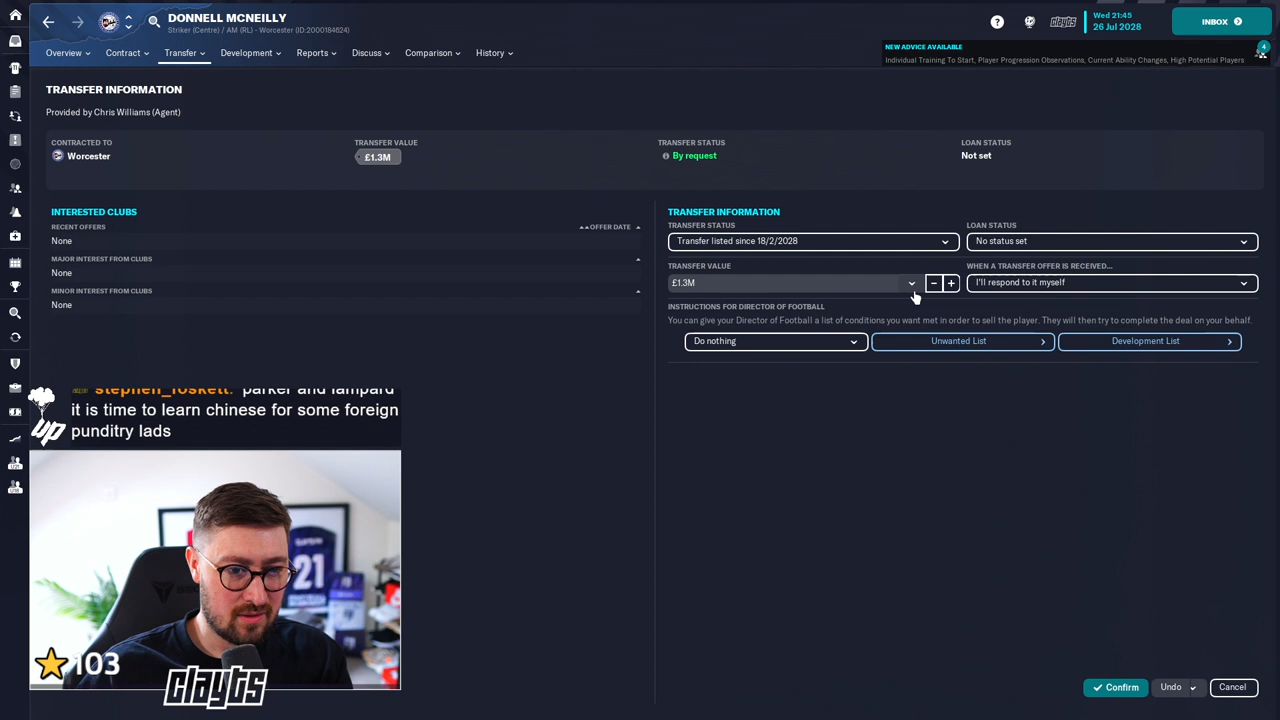 DONNELL MCNEILLY
Striker (Centre) / AM (RL) - Worcester (ID:2000184624)
clayts
Wed 21:45
26 Jul 2028
INBOX
Overview
Contract
Transfer
Development
Reports
Discuss
Comparison
History
NEW ADVICE AVAILABLE
Individual Training To Start, Player Progression Observations, Current Ability Changes, High Potential Players
4
TRANSFER INFORMATION
Provided by Chris Williams (Agent)
CONTRACTED TO
TRANSFER VALUE
TRANSFER STATUS
LOAN STATUS
Worcester
£1.3M
By request
Not set
INTERESTED CLUBS
RECENT OFFERS
OFFER DATE
None
MAJOR INTEREST FROM CLUBS
None
MINOR INTEREST FROM CLUBS
None
TRANSFER INFORMATION
TRANSFER STATUS
LOAN STATUS
Transfer listed since 18/2/2028
No status set
TRANSFER VALUE
WHEN A TRANSFER OFFER IS RECEIVED...
£1.3M
I'll respond to it myself
INSTRUCTIONS FOR DIRECTOR OF FOOTBALL
You can give your Director of Football a list of conditions you want met in order to sell the player. They will then try to complete the deal on your behalf.
Do nothing
Unwanted List
Development List
stephen_foskett: parker and lampard
it is time to learn chinese for some foreign
punditry lads
up
21
103
clayts
Confirm
Undo
Cancel